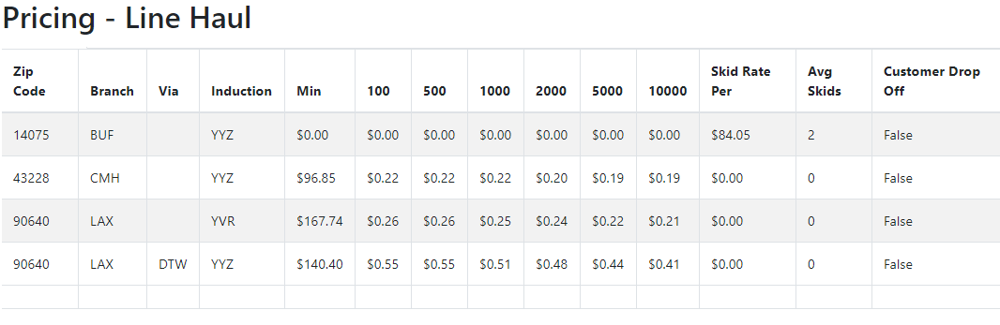 Pricing - Line Haul
Zip Code Branch Via Induction Min 100 500 1000 2000 5000 10000 Skid Rate Per Avg Skids Customer Drop Off
14075 BUF YYZ $0.00 $0.00 $0.00 $0.00 $0.00 $0.00 $0.00 $84.05 2 False
43228 CMH YYZ $96.85 $0.22 $0.22 $0.22 $0.20 $0.19 $0.19 $0.00 0 False
90640 LAX YVR $167.74 $0.26 $0.26 $0.25 $0.24 $0.22 $0.21 $0.00 0 False
90640 LAX DTW YYZ $140.40 $0.55 $0.55 $0.51 $0.48 $0.44 $0.41 $0.00 0 False